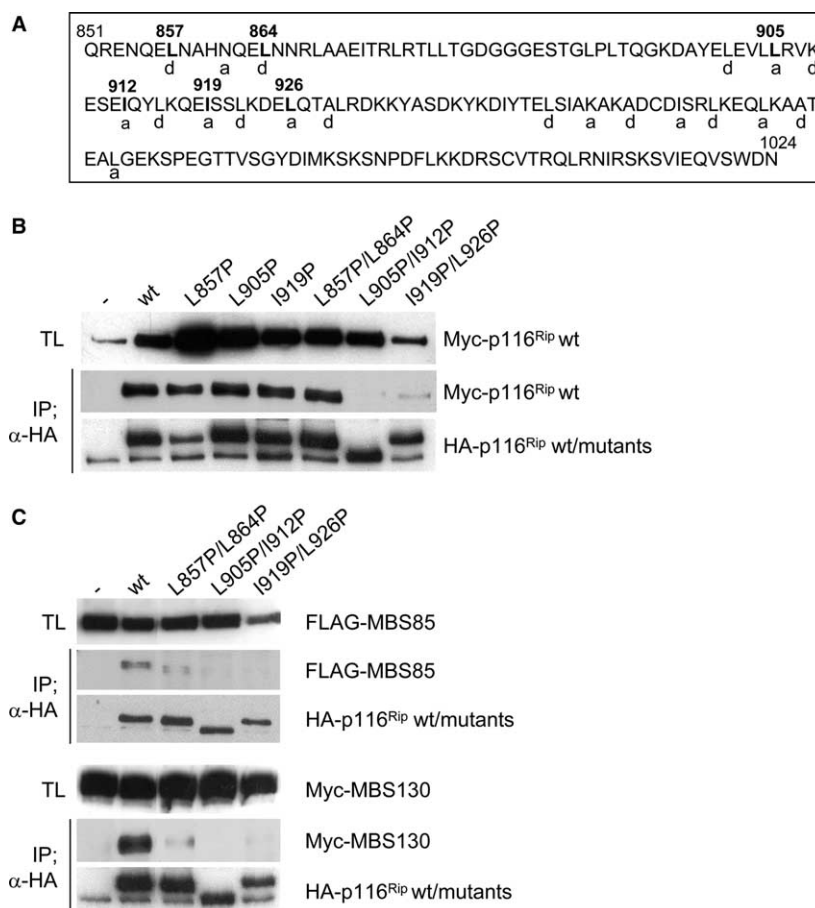 A
851 857 864 905
QRENQELNAHNQELNNRLAAEITRLRTLLTGDGGGESTGLPLTQGKDAYELEVLLRVK
d a d d a d
912 919 926
ESEIQYLKQEISSLKDELQTALRDKKYASDKYKDIYTELSIAKAKADCDISRLKEQLKAAT
a d a d a d d a d a d a d
EALGEKSPEGTTVSGYDIMKSKSNPDFLKKDRSCVTRQLRNIRSKSVIEQVSWDN
1024
a
B
- wt L857P L905P I919P L857P/L864P L905P/I912P I919P/L926P
TL Myc-p116Rip wt
IP; α-HA
Myc-p116Rip wt
HA-p116Rip wt/mutants
C
- wt L857P/L864P L905P/I912P I919P/L926P
TL FLAG-MBS85
IP; α-HA
FLAG-MBS85
HA-p116Rip wt/mutants
TL Myc-MBS130
IP; α-HA
Myc-MBS130
HA-p116Rip wt/mutants